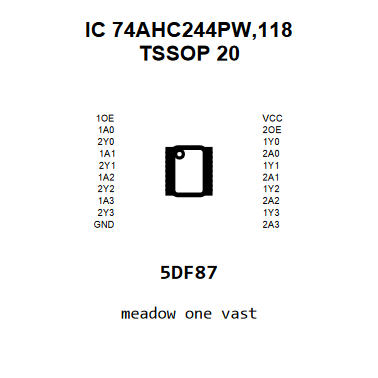 IC 74AHC244PW,118
TSSOP 20
1OE VCC
1A0 2OE
2Y0 1Y0
1A1 2A0
2Y1 1Y1
1A2 2A1
2Y2 1Y2
1A3 2A2
2Y3 1Y3
GND 2A3
5DF87
meadow one vast